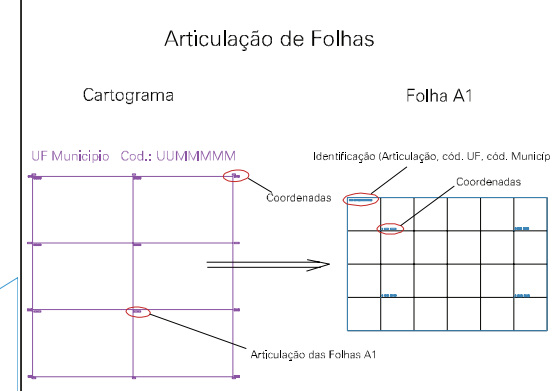 Articulação de Folhas
Cartograma
Folha A1
UF Municipio Cod.: UUMMMMM
Identificação (Articulação, cód. UF, cód. Municíp
Coordenadas
Coordenadas
Articulação das Folhas A1